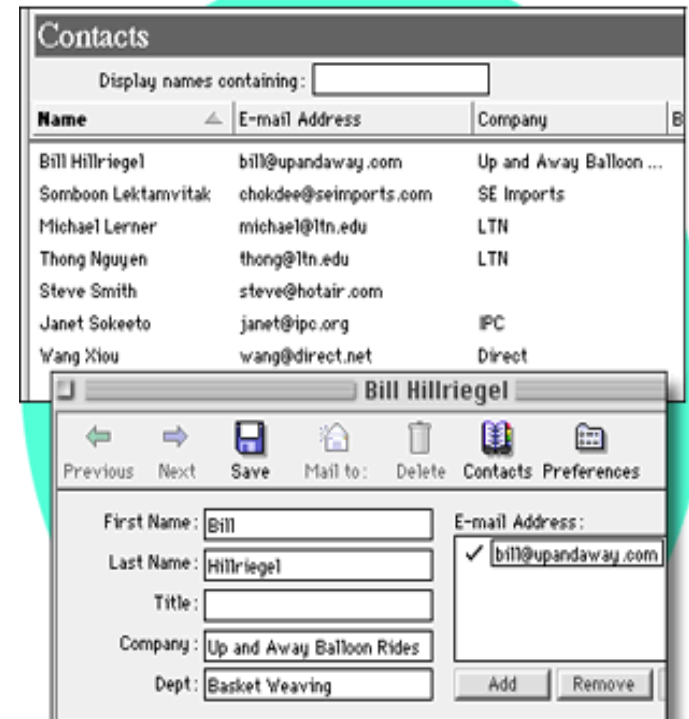 Contacts
Display names containing:
Name E-mail Address Company B
Bill Hillriegel bill@upandaway.com Up and Away Balloon ...
Somboon Lektamvitak chokdee@seimports.com SE Imports
Michael Lerner michael@ltn.edu LTN
Thong Nguyen thong@ltn.edu LTN
Steve Smith steve@hotair.com
Janet Sokeeto janet@ipc.org IPC
Wang Xiou wang@direct.net Direct
Bill Hillriegel
Previous Next Save Mail to: Delete Contacts Preferences
First Name: Bill E-mail Address:
Last Name: Hillriegel ✓ bill@upandaway.com
Title:
Company: Up and Away Balloon Rides
Dept: Basket Weaving Add Remove